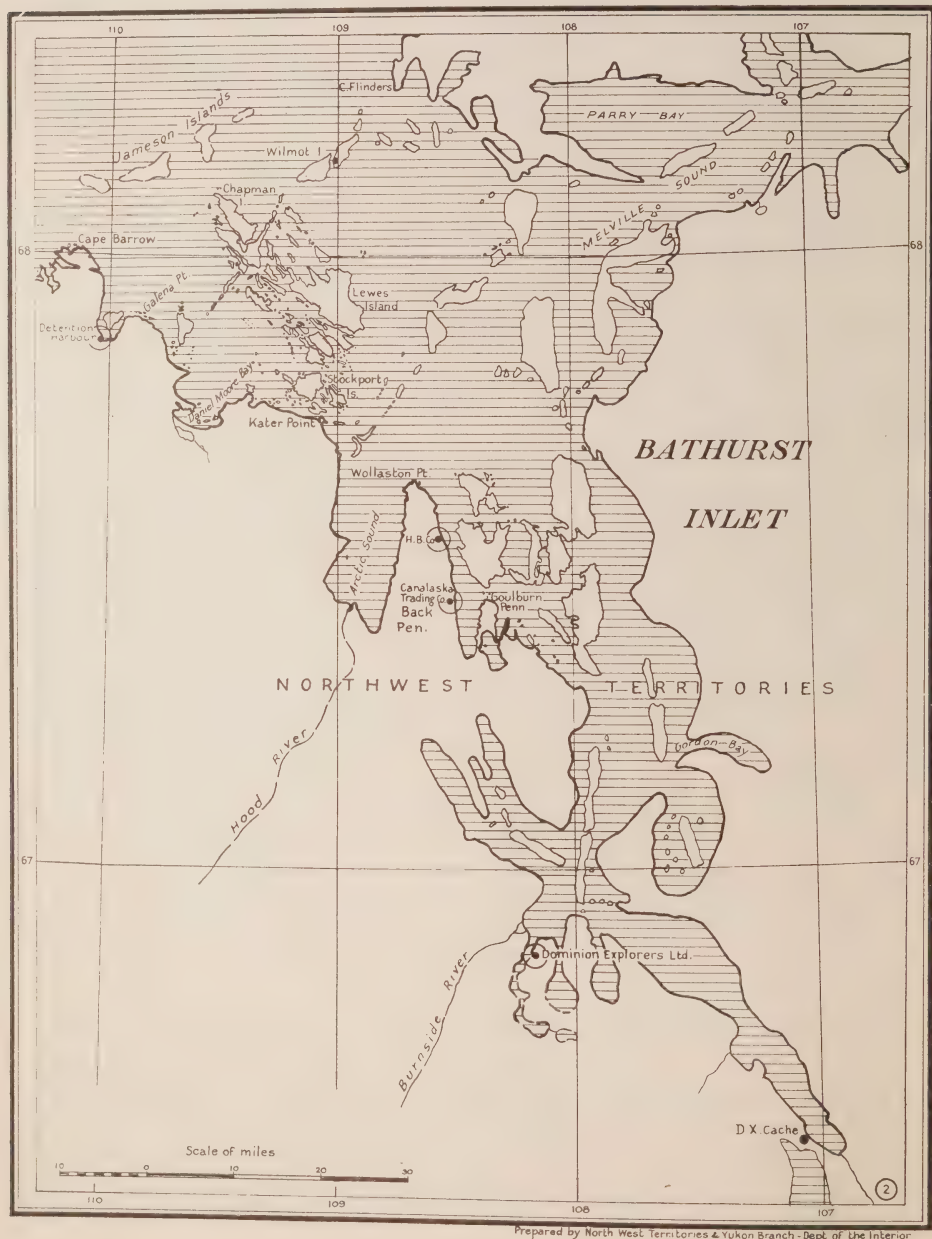 110 109 108 107
C. Flinders
PARRY BAY
Jameson Islands
Wilmot I.
MELVILLE SOUND
Chapman
I.
68 Cape Barrow 68
Galena Pt.
Lewes
Island
Detention
Harbour
Stockport
Is.
Daniel Moore Bay
Kater Point
BATHURST
INLET
Wollaston Pt.
Arctic Sound
H.B.Co
Canalaska
Trading Co.
Back
Pen.
Goulburn
Penn
NORTHWEST TERRITORIES
Gordon Bay
HOOD RIVER
67 67
Dominion Explorers Ltd.
Burnside River
D X Cache
Scale of miles
10 0 10 20 30
2
110 109 108 107
Prepared by North West Territories & Yukon Branch - Dept of the Interior